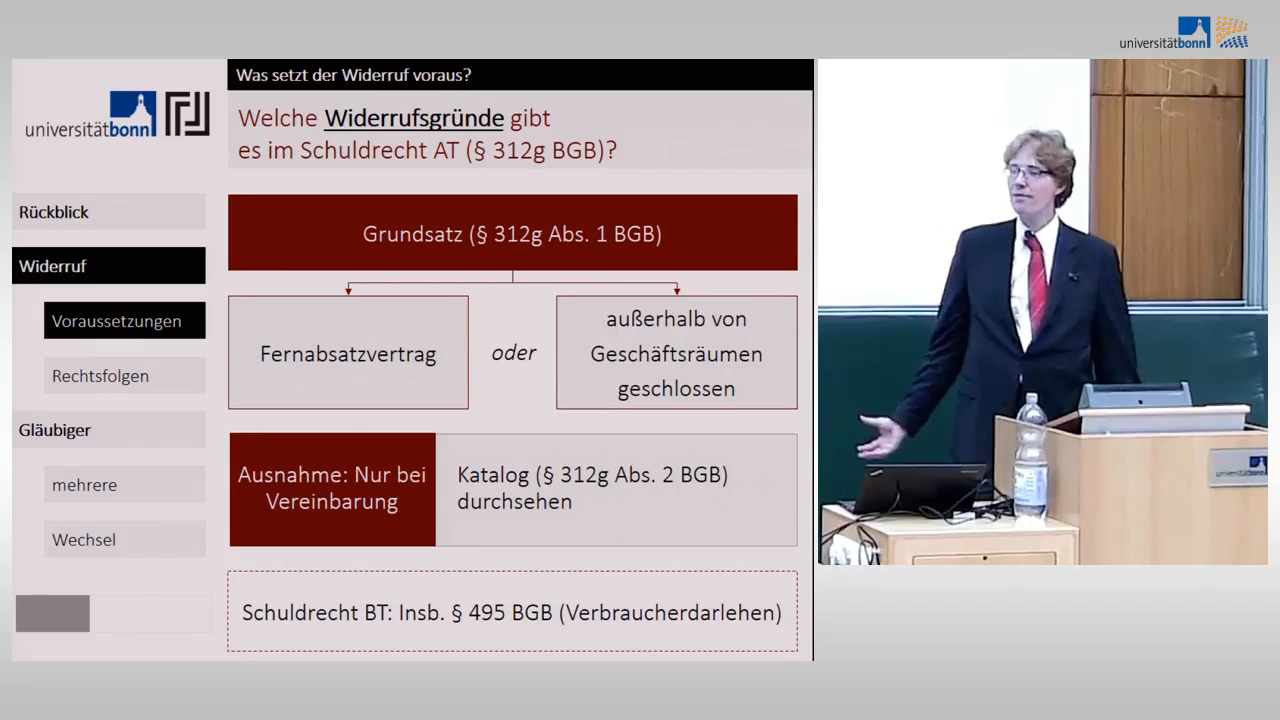 universitätbonn
Was setzt der Widerruf voraus?
universitätbonn
Welche Widerrufsgründe gibt
es im Schuldrecht AT (§ 312g BGB)?
Rückblick
Widerruf
Voraussetzungen
Rechtsfolgen
Gläubiger
mehrere
Wechsel
Grundsatz (§ 312g Abs. 1 BGB)
Fernabsatzvertrag
oder
außerhalb von
Geschäftsräumen
geschlossen
Ausnahme: Nur bei
Vereinbarung
Katalog (§ 312g Abs. 2 BGB)
durchsehen
Schuldrecht BT: Insb. § 495 BGB (Verbraucherdarlehen)